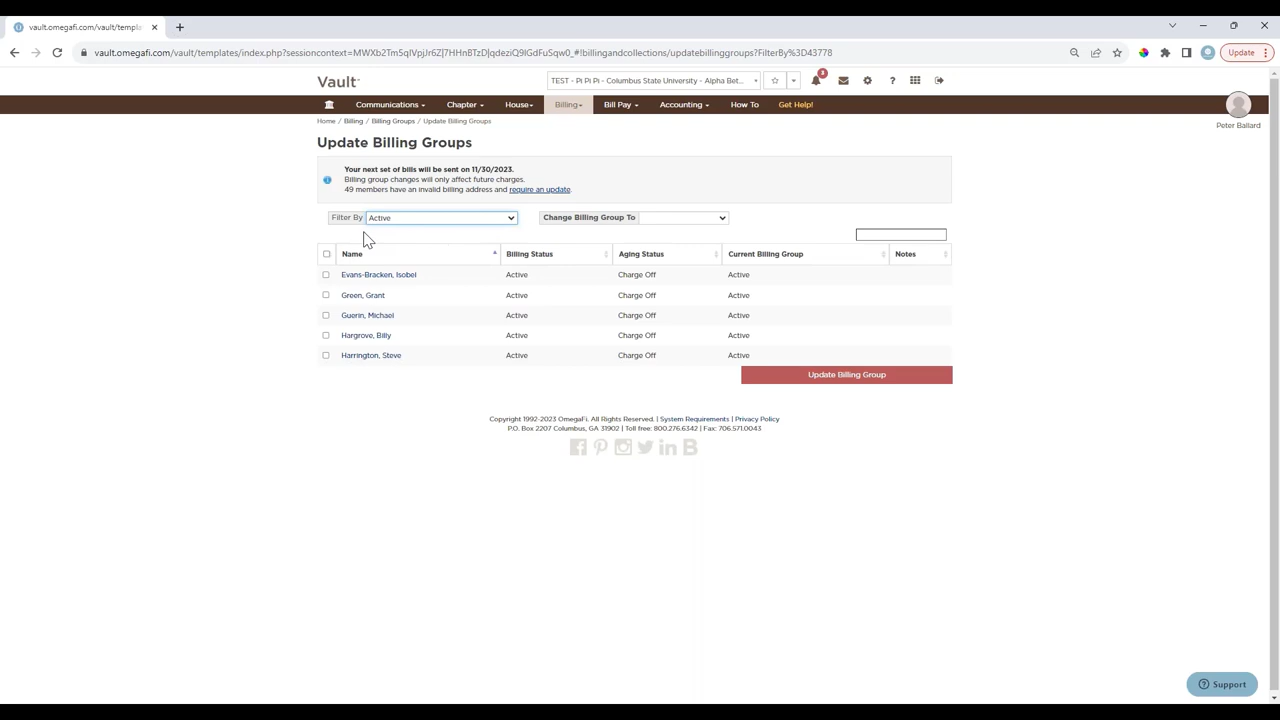 vault.omegafi.com/vault/templa
vault.omegafi.com/vault/templates/index.php?sessioncontext=
Update
Vault
TEST - Pi Pi Pi - Columbus State University - Alpha Bet...
3
Communications
Chapter
House
Billing
Bill Pay
Accounting
How To
Get Help!
Peter Ballard
Home / Billing / Billing Groups / Update Billing Groups
Update Billing Groups
Your next set of bills will be sent on 11/30/2023.
Billing group changes will only affect future charges.
49 members have an invalid billing address and require an update.
Filter By Active
Change Billing Group To
Name Billing Status Aging Status Current Billing Group Notes
Evans-Bracken, Isobel Active Charge Off Active
Green, Grant Active Charge Off Active
Guerin, Michael Active Charge Off Active
Hargrove, Billy Active Charge Off Active
Harrington, Steve Active Charge Off Active
Update Billing Group
Copyright 1992-2023 OmegaFi. All Rights Reserved. | System Requirements | Privacy Policy
P.O. Box 2207 Columbus, GA 31902 | Toll free: 800.276.6342 | Fax: 706.571.0043
? Support